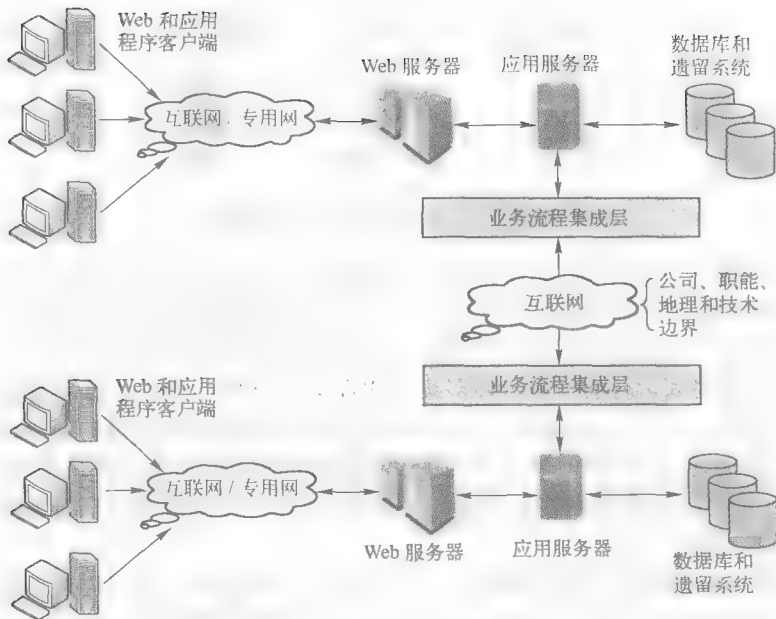 Web 和应用
程序客户端
互联网 . 专用网
Web 服务器
应用服务器
数据库和
遗留系统
业务流程集成层
互联网
公司、职能、
地理和技术
边界
业务流程集成层
Web 和应用
程序客户端
互联网 / 专用网
Web 服务器
应用服务器
数据库和
遗留系统